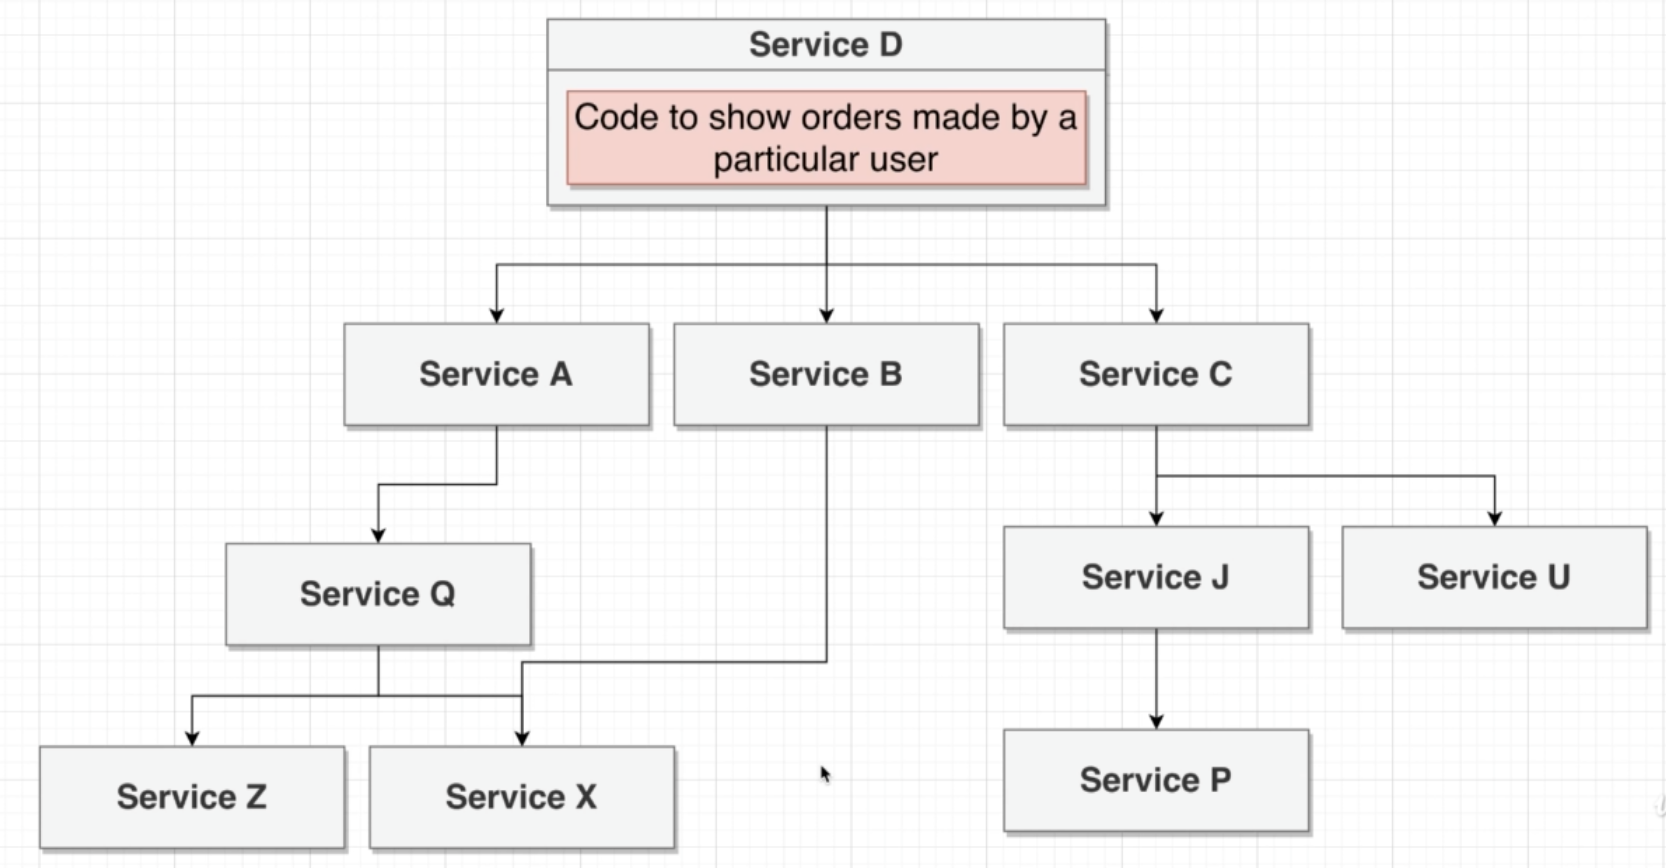 Service D
Code to show orders made by a
particular user
Service A
Service B
Service C
Service Q
Service J
Service U
Service Z
Service X
Service P